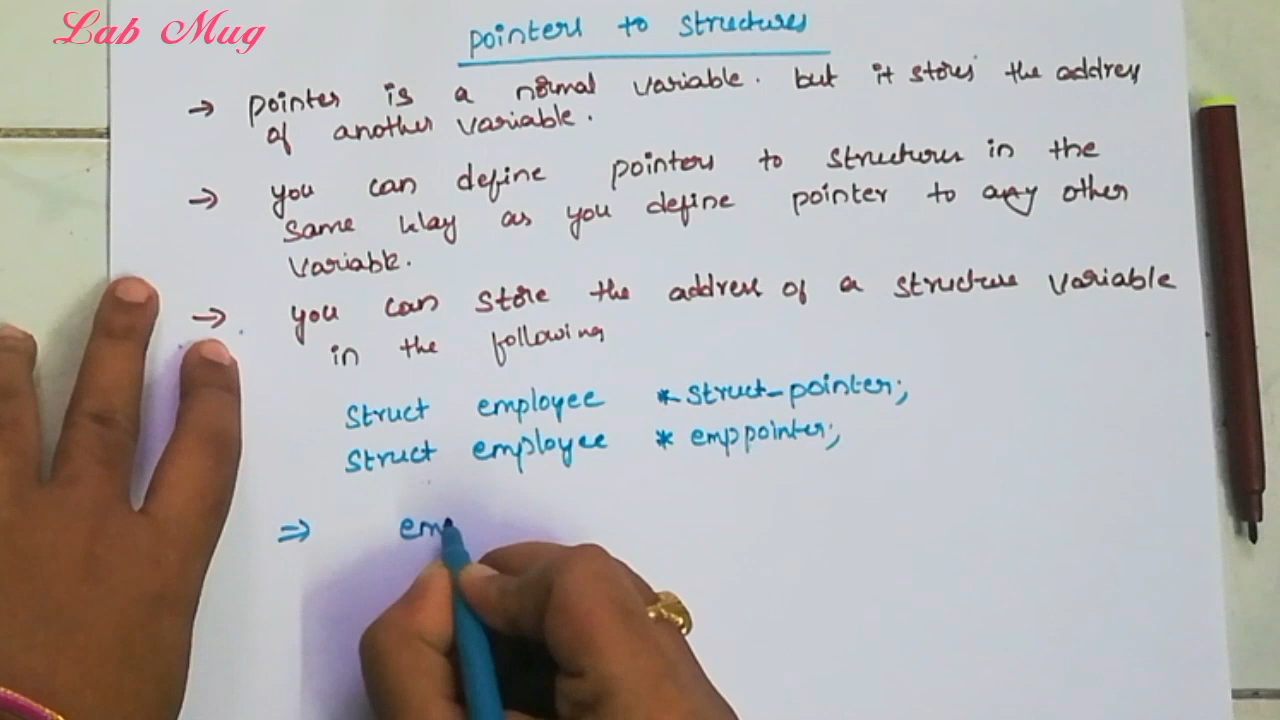 Lab Mug
pointers to structures
→ pointer is a normal variable. but it stores the address
of another variable.
→ you can define pointers to structures in the
same way as you define pointer to any other
variable.
→ you can store the address of a structure variable
in the following
struct employee *struct_pointer;
struct employee * emppointer;
⇒ em